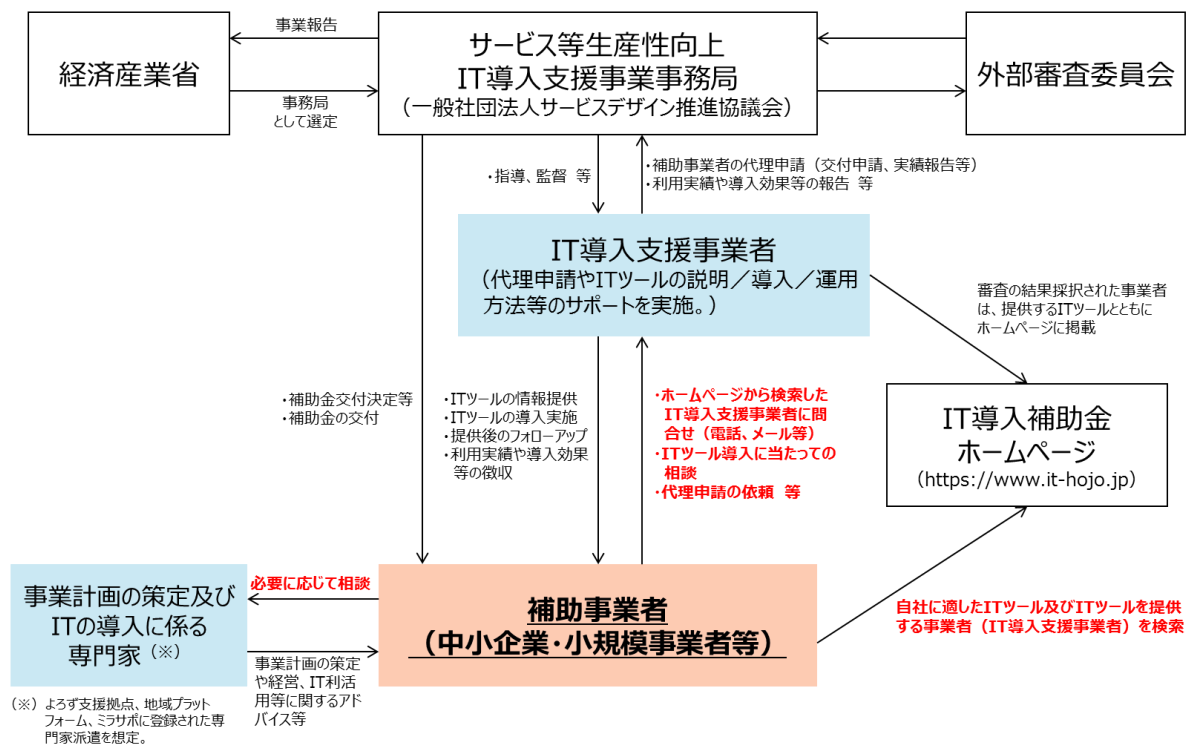 経済産業省
事業報告
事務局
として選定
サービス等生産性向上
IT導入支援事業事務局
（一般社団法人サービスデザイン推進協議会）
外部審査委員会
・指導、監督 等
・補助事業者の代理申請（交付申請、実績報告等）
・利用実績や導入効果等の報告 等
IT導入支援事業者
（代理申請やITツールの説明／導入／運用
方法等のサポートを実施。）
審査の結果採択された事業者
は、提供するITツールとともに
ホームページに掲載
・補助金交付決定等
・補助金の交付
・ITツールの情報提供
・ITツールの導入実施
・提供後のフォローアップ
・利用実績や導入効果
等の徴収
・ホームページから検索した
IT導入支援事業者に問
合せ（電話、メール等）
・ITツール導入に当たっての
相談
・代理申請の依頼 等
IT導入補助金
ホームページ
（https://www.it-hojo.jp）
事業計画の策定及び
ITの導入に係る
専門家（※）
必要に応じて相談
事業計画の策定
や経営、IT利活
用等に関するアド
バイス等
補助事業者
（中小企業・小規模事業者等）
自社に適したITツール及びITツールを提供
する事業者（IT導入支援事業者）を検索
（※）よろず支援拠点、地域プラット
フォーム、ミラサポに登録された専
門家派遣を想定。